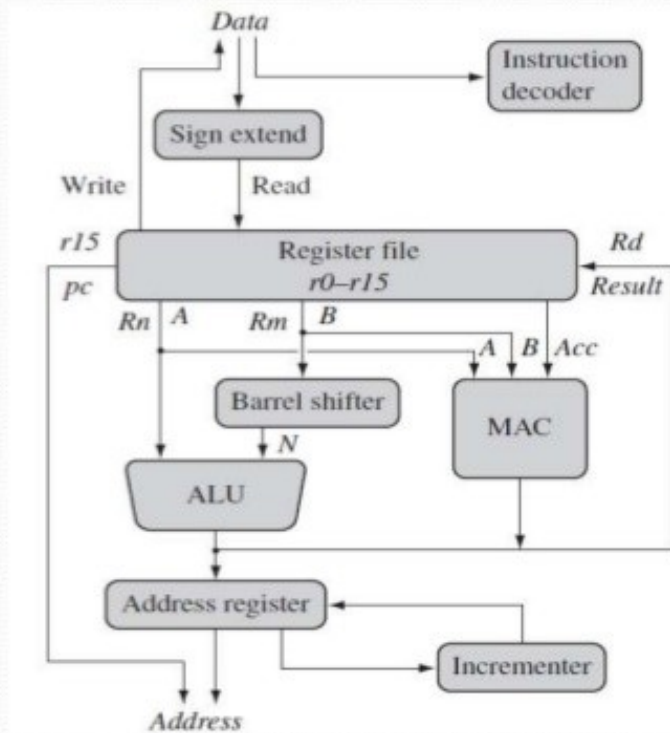 Data
Instruction
decoder
Sign extend
Write
Read
r15
Register file
Rd
pc
r0–r15
Result
Rn
A
Rm
B
A
B
Acc
Barrel shifter
MAC
N
ALU
Address register
Incrementer
Address